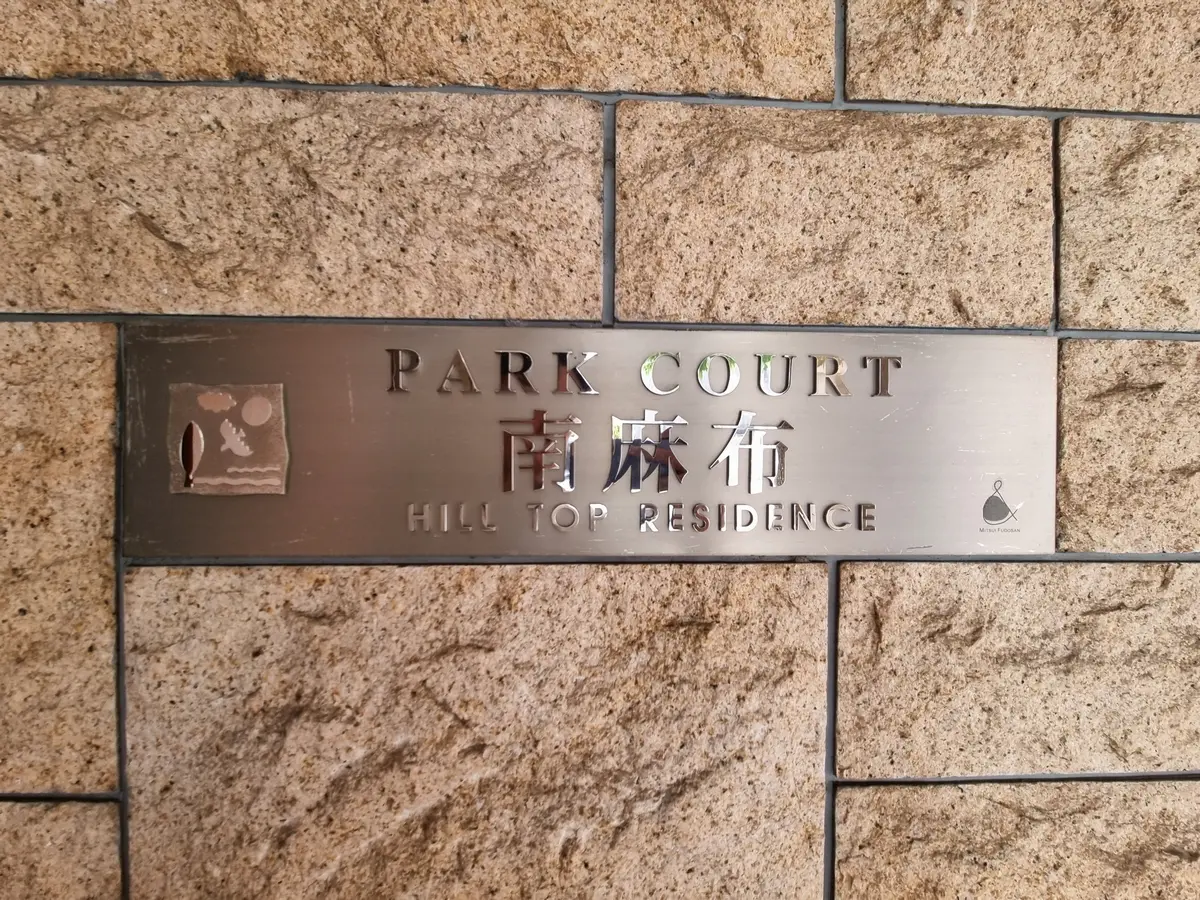 PARK COURT
南麻布
HILL TOP RESIDENCE
MITSUI FUDOSAN